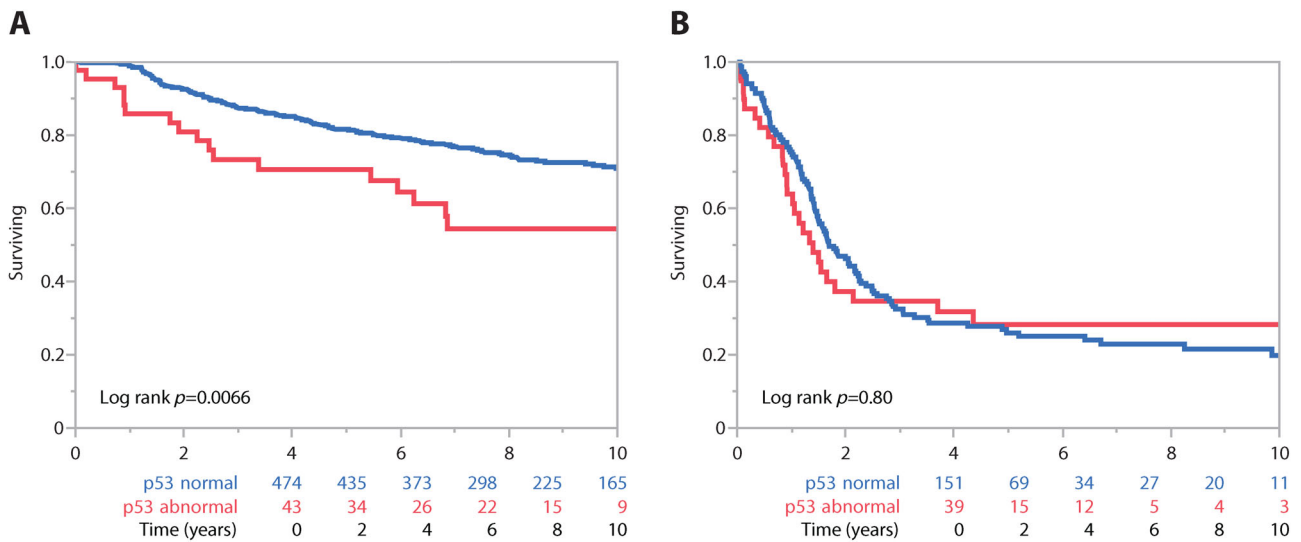 A
Surviving
1.0
0.8
0.6
0.4
0.2
0
Log rank p=0.0066
0 2 4 6 8 10
p53 normal 474 435 373 298 225 165
p53 abnormal 43 34 26 22 15 9
Time (years) 0 2 4 6 8 10
B
Surviving
1.0
0.8
0.6
0.4
0.2
0
Log rank p=0.80
0 2 4 6 8 10
p53 normal 151 69 34 27 20 11
p53 abnormal 39 15 12 5 4 3
Time (years) 0 2 4 6 8 10